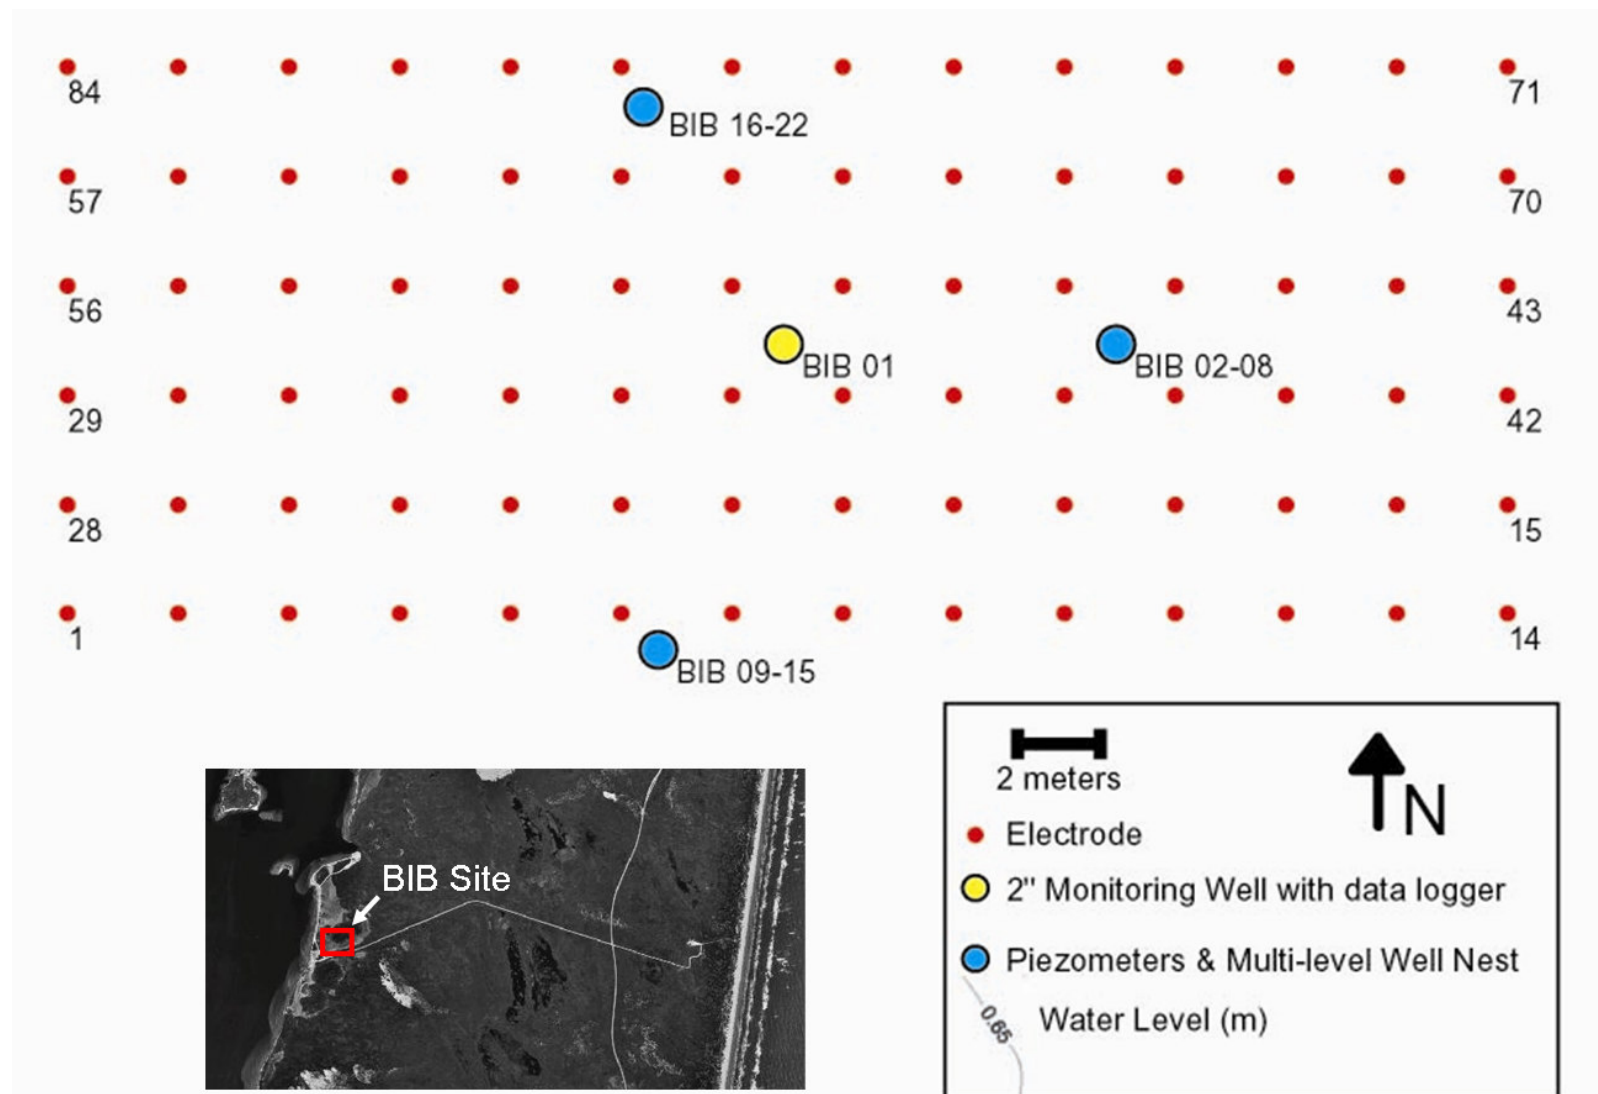 84
71
BIB 16-22
57
70
56
43
BIB 01
BIB 02-08
29
42
28
15
1
14
BIB 09-15
2 meters
N
Electrode
BIB Site
2" Monitoring Well with data logger
Piezometers & Multi-level Well Nest
0.65
Water Level (m)